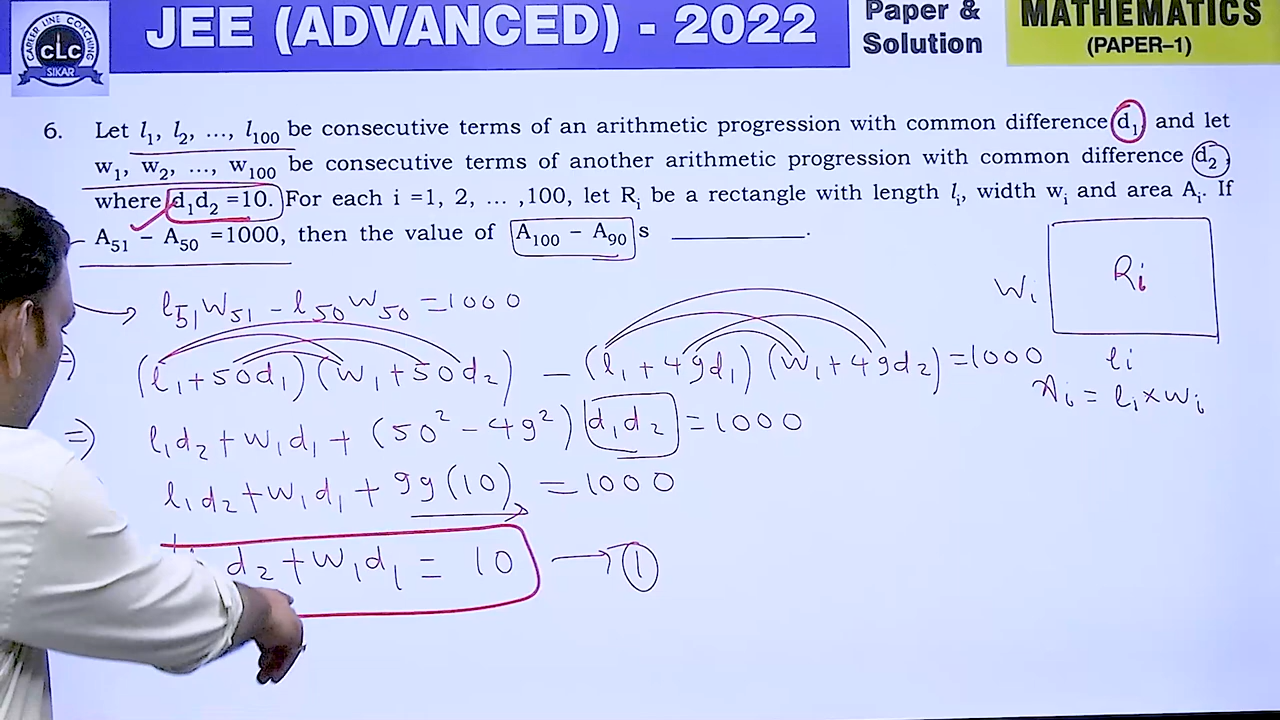 CAREER LINE COACHING
CLC
SIKAR
JEE (ADVANCED) - 2022
Paper &
Solution
MATHEMATICS
(PAPER–1)
6. Let l₁, l₂, ..., l₁₀₀ be consecutive terms of an arithmetic progression with common difference d₁ and let
w₁, w₂, ..., w₁₀₀ be consecutive terms of another arithmetic progression with common difference d₂,
where d₁d₂ =10. For each i =1, 2, ... ,100, let Rᵢ be a rectangle with length lᵢ, width wᵢ and area Aᵢ. If
A₅₁ – A₅₀ =1000, then the value of A₁₀₀ – A₉₀ s ________.
→ l₅₁W₅₁ – l₅₀W₅₀ = 1000
⇒ (l₁+50d₁)(W₁+50d₂) – (l₁+49d₁)(W₁+49d₂) = 1000
⇒ l₁d₂+W₁d₁+(50²–49²)d₁d₂ = 1000
l₁d₂+W₁d₁+99(10) = 1000
d₂+W₁d₁ = 10 → ①
Wᵢ
Rᵢ
lᵢ
Aᵢ = lᵢ×Wᵢ